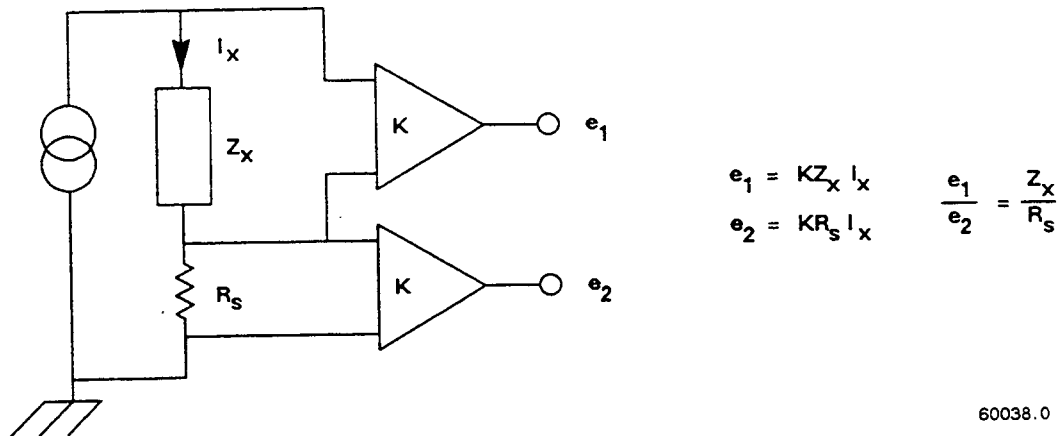 I_x
Z_x
K
e_1
R_s
K
e_2
e_1 = KZ_x I_x
e_2 = KR_s I_x
e_1/e_2 = Z_x/R_s
60038.0